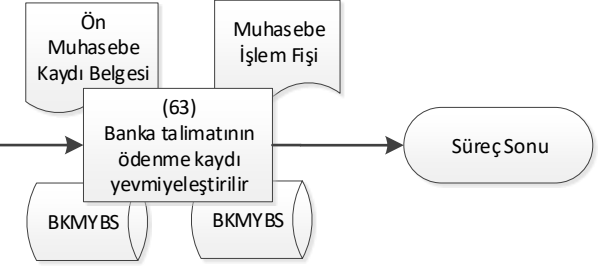 Ön
Muhasebe
Kaydı Belgesi
Muhasebe
İşlem Fişi
(63)
Banka talimatının
ödenme kaydı
yevmiyeleştirilir
Süreç Sonu
BKMYBS
BKMYBS